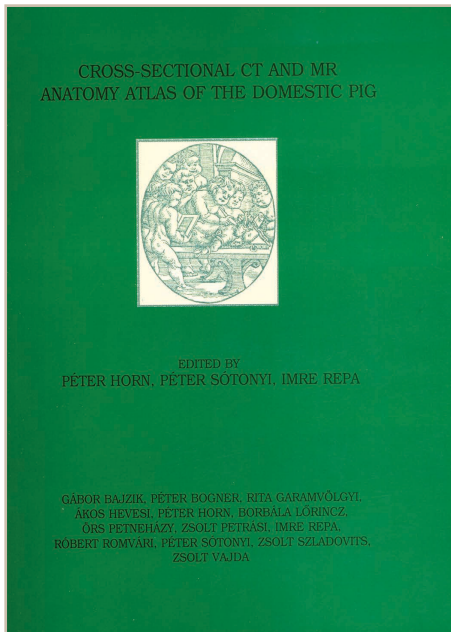 CROSS-SECTIONAL CT AND MR
ANATOMY ATLAS OF THE DOMESTIC PIG
EDITED BY
PÉTER HORN, PÉTER SÓTONYI, IMRE REPA
GÁBOR BAJZIK, PÉTER BOGNER, RITA GARAMVÖLGYI,
ÁKOS HEVESI, PÉTER HORN, BORBÁLA LŐRINCZ,
ÖRS PETNEHÁZY, ZSOLT PETRÁSI, IMRE REPA,
RÓBERT ROMVÁRI, PÉTER SÓTONYI, ZSOLT SZLADOVITS,
ZSOLT VAJDA